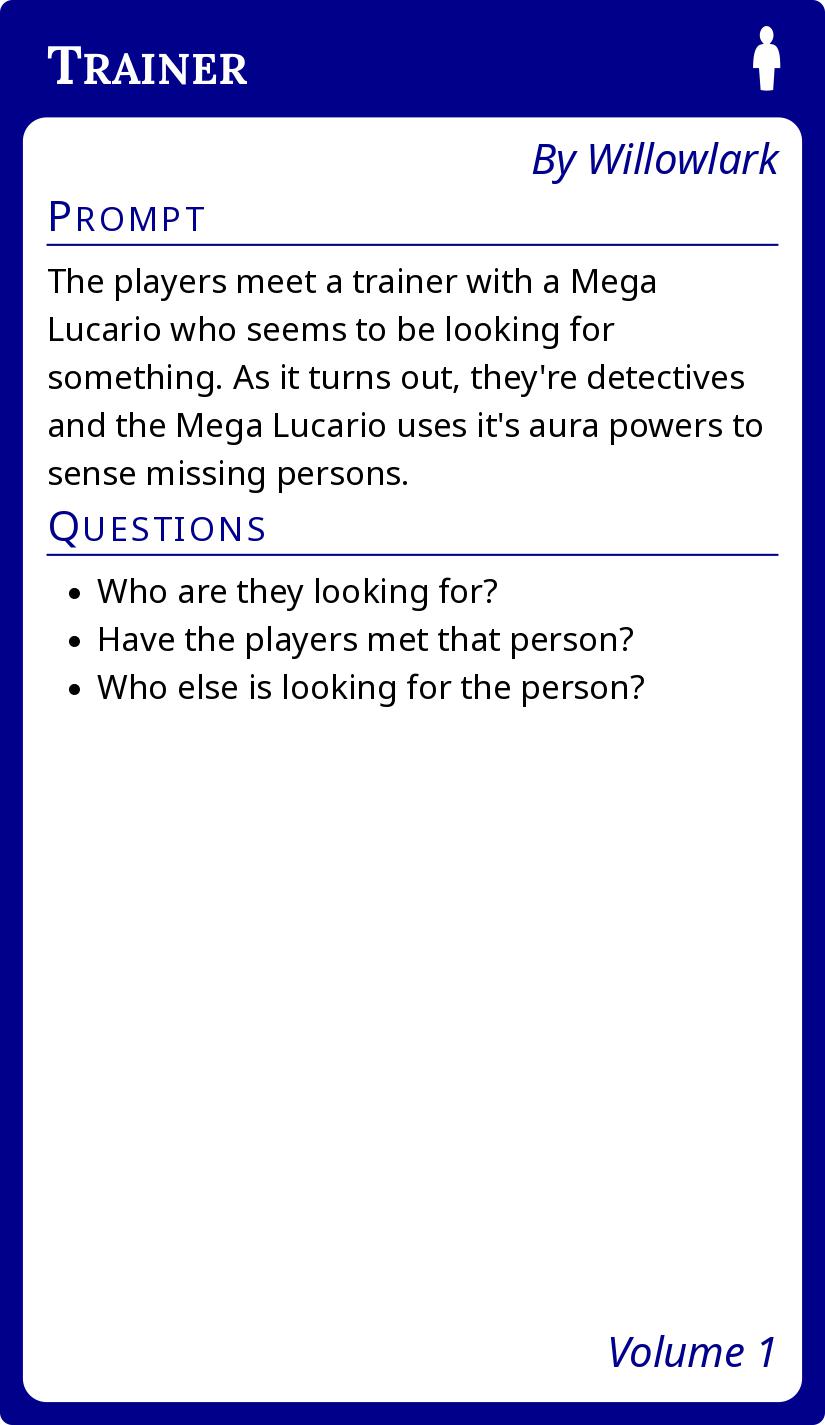 Trainer
By Willowlark
Prompt
The players meet a trainer with a Mega
Lucario who seems to be looking for
something. As it turns out, they're detectives
and the Mega Lucario uses it's aura powers to
sense missing persons.
Questions
• Who are they looking for?
• Have the players met that person?
• Who else is looking for the person?
Volume 1